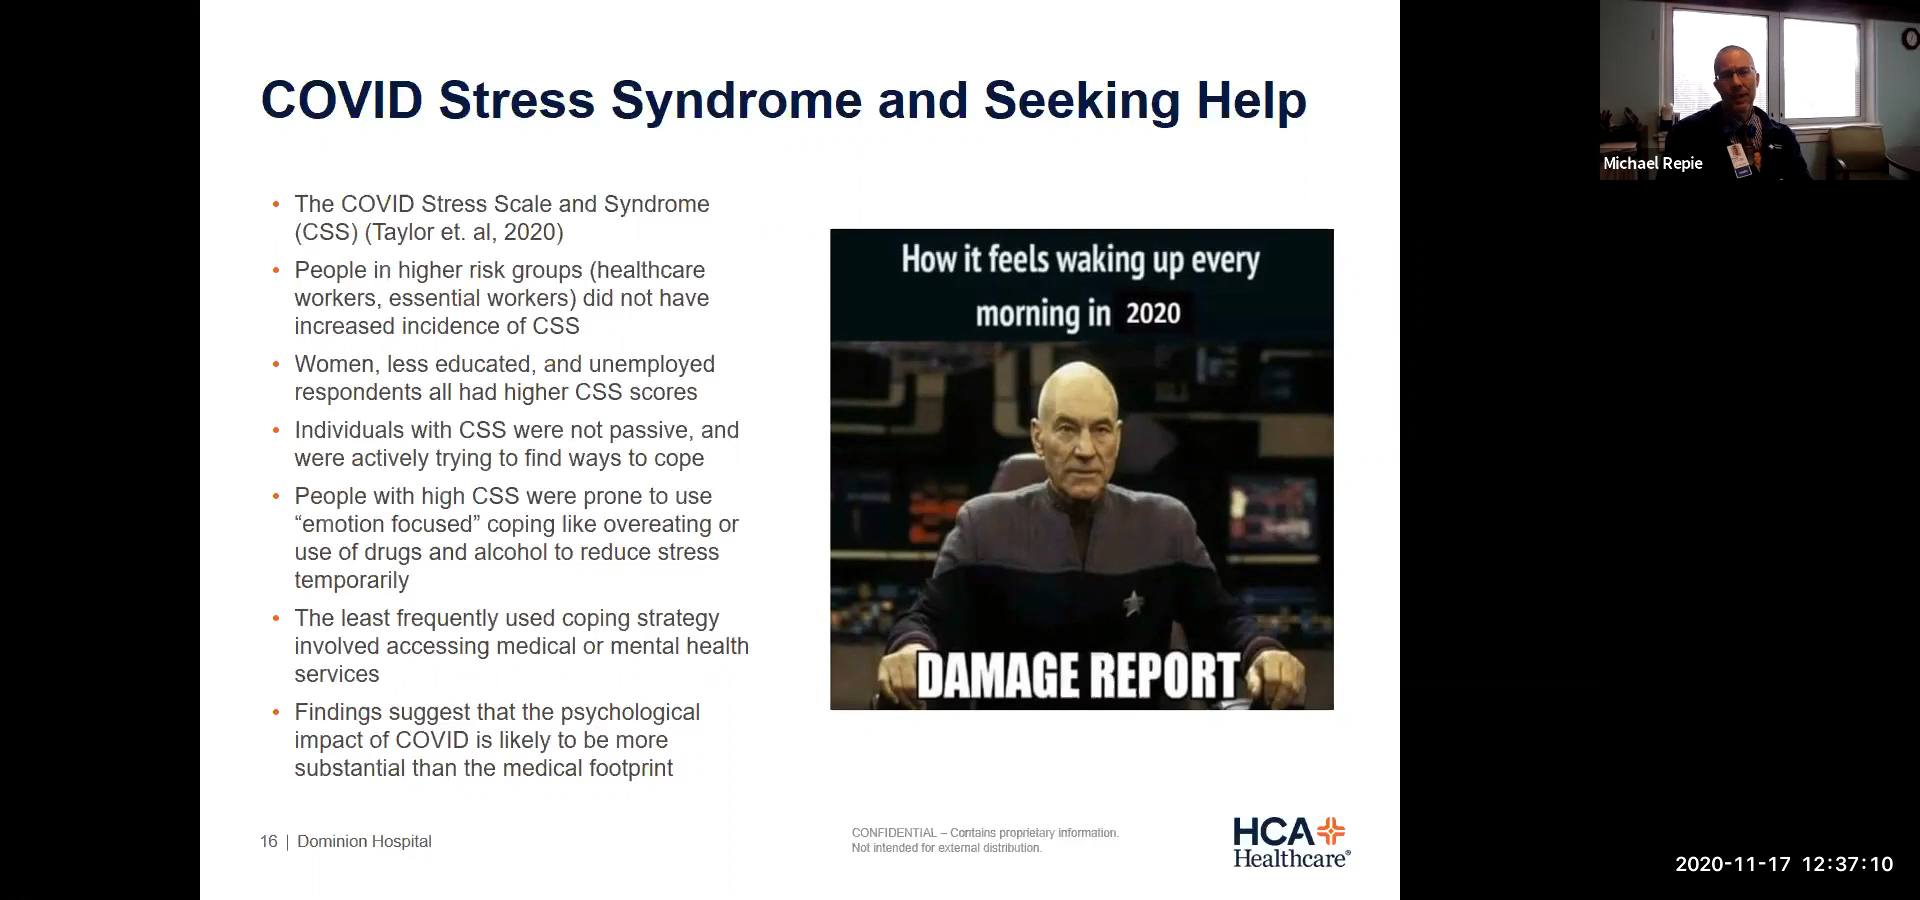 COVID Stress Syndrome and Seeking Help
• The COVID Stress Scale and Syndrome
(CSS) (Taylor et. al, 2020)
• People in higher risk groups (healthcare
workers, essential workers) did not have
increased incidence of CSS
• Women, less educated, and unemployed
respondents all had higher CSS scores
• Individuals with CSS were not passive, and
were actively trying to find ways to cope
• People with high CSS were prone to use
“emotion focused” coping like overeating or
use of drugs and alcohol to reduce stress
temporarily
• The least frequently used coping strategy
involved accessing medical or mental health
services
• Findings suggest that the psychological
impact of COVID is likely to be more
substantial than the medical footprint
How it feels waking up every
morning in 2020
DAMAGE REPORT
16 | Dominion Hospital
CONFIDENTIAL – Contains proprietary information.
Not intended for external distribution.
HCA
Healthcare®
Michael Repie
2020-11-17 12:37:10